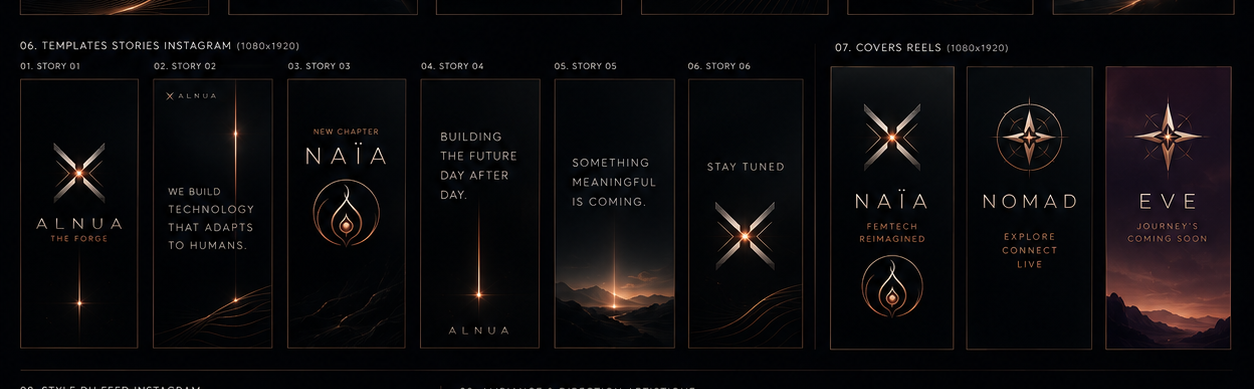 06. TEMPLATES STORIES INSTAGRAM (1080x1920)
01. STORY 01
02. STORY 02
03. STORY 03
04. STORY 04
05. STORY 05
06. STORY 06
ALNUA
THE FORGE
ALNUA
WE BUILD
TECHNOLOGY
THAT ADAPTS
TO HUMANS.
NEW CHAPTER
NAÏA
BUILDING
THE FUTURE
DAY AFTER
DAY.
ALNUA
SOMETHING
MEANINGFUL
IS COMING.
STAY TUNED
07. COVERS REELS (1080x1920)
NAÏA
FEMTECH
REIMAGINED
NOMAD
EXPLORE
CONNECT
LIVE
EVE
JOURNEY'S
COMING SOON